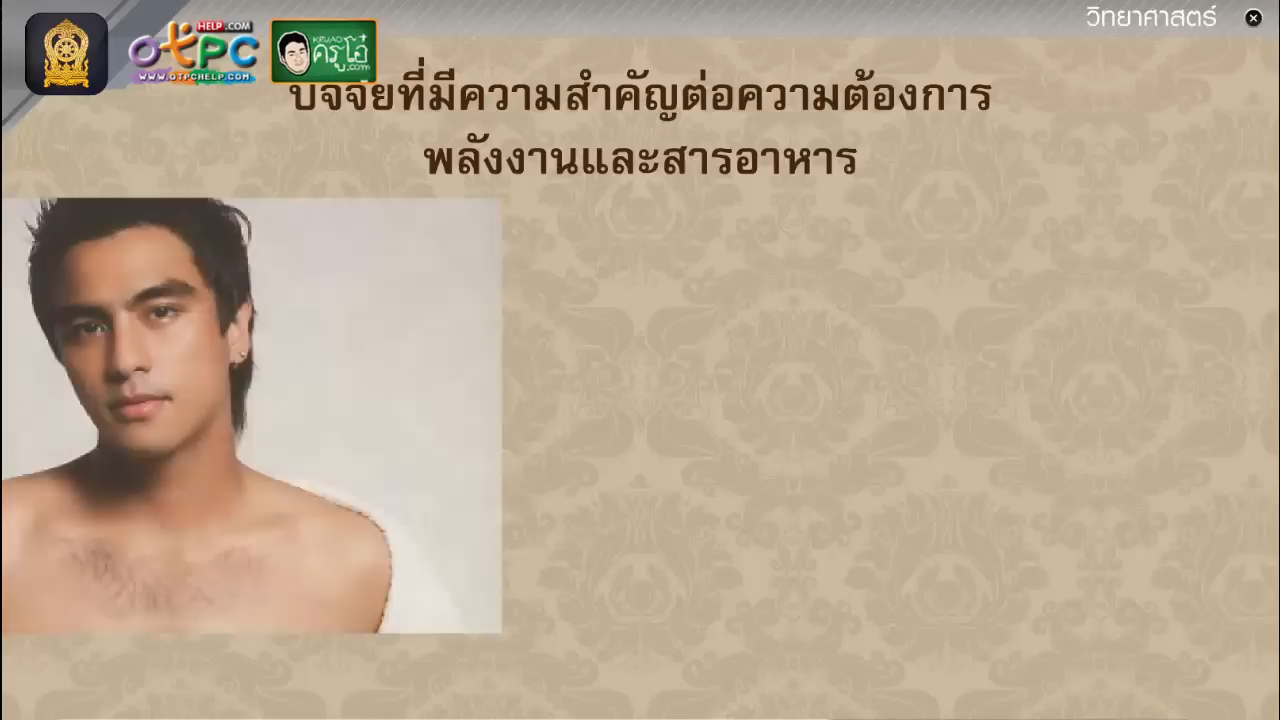 วิทยาศาสตร์
HELP.COM
OTPC
WWW.OTPCHELP.COM
KRUAO
ครูโอ๋
.com
ปัจจัยที่มีความสำคัญต่อความต้องการ
พลังงานและสารอาหาร